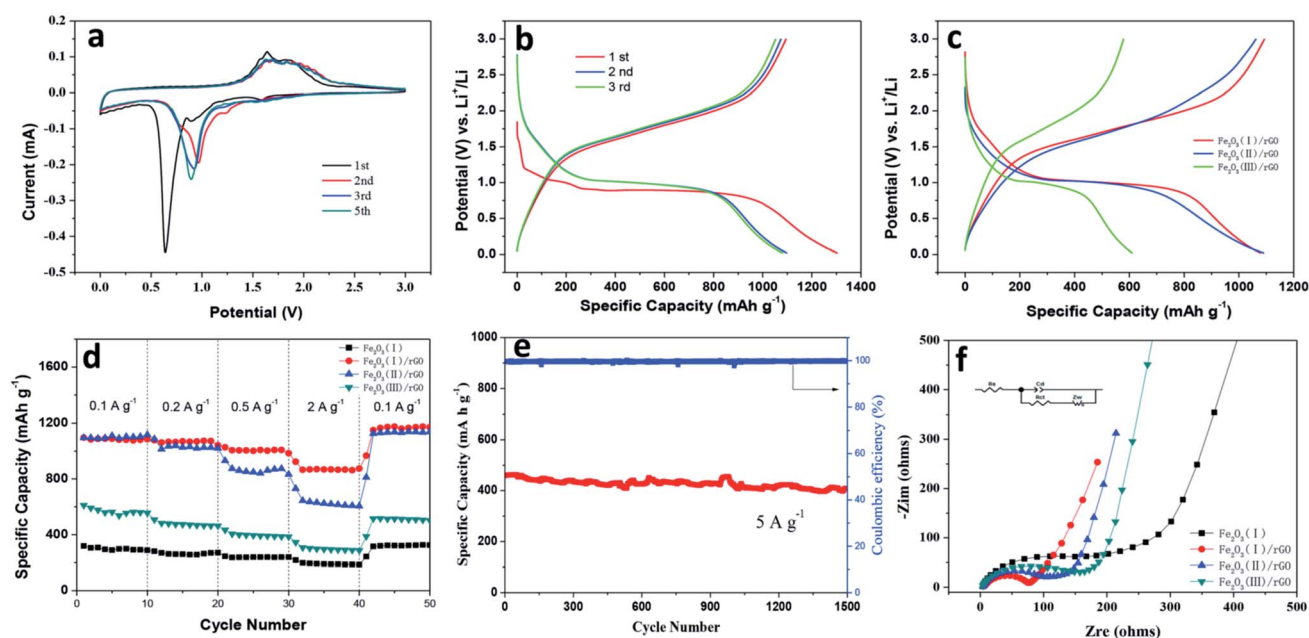 a
Current (mA)
0.2
0.1
0.0
-0.1
-0.2
-0.3
-0.4
-0.5
1st
2nd
3rd
5th
0.0 0.5 1.0 1.5 2.0 2.5 3.0
Potential (V)
b
Potential (V) vs. Li⁺/Li
3.0
2.5
2.0
1.5
1.0
0.5
0.0
1 st
2 nd
3 rd
0 200 400 600 800 1000 1200 1400
Specific Capacity (mAh g⁻¹)
c
Potential (V) vs. Li⁺/Li
3.0
2.5
2.0
1.5
1.0
0.5
0.0
Fe₂O₃(I)/rGO
Fe₂O₃(II)/rGO
Fe₂O₃(III)/rGO
0 200 400 600 800 1000 1200
Specific Capacity (mAh g⁻¹)
d
Specific Capacity (mAh g⁻¹)
1600
1200
800
400
0
Fe₂O₃(I)
Fe₂O₃(I)/rGO
Fe₂O₃(II)/rGO
Fe₂O₃(III)/rGO
0.1 A g⁻¹ 0.2 A g⁻¹ 0.5 A g⁻¹ 2 A g⁻¹ 0.1 A g⁻¹
0 10 20 30 40 50
Cycle Number
e
Specific Capacity (mA h g⁻¹)
1000
900
800
700
600
500
400
300
200
100
0
5 A g⁻¹
100
80
60
40
20
0
Coulombic efficiency (%)
0 300 600 900 1200 1500
Cycle Number
f
-Zim (ohms)
500
400
300
200
100
0
Rs
Cd
Rct
Zw
Fe₂O₃(I)
Fe₂O₃(I)/rGO
Fe₂O₃(II)/rGO
Fe₂O₃(III)/rGO
0 100 200 300 400 500
Zre (ohms)